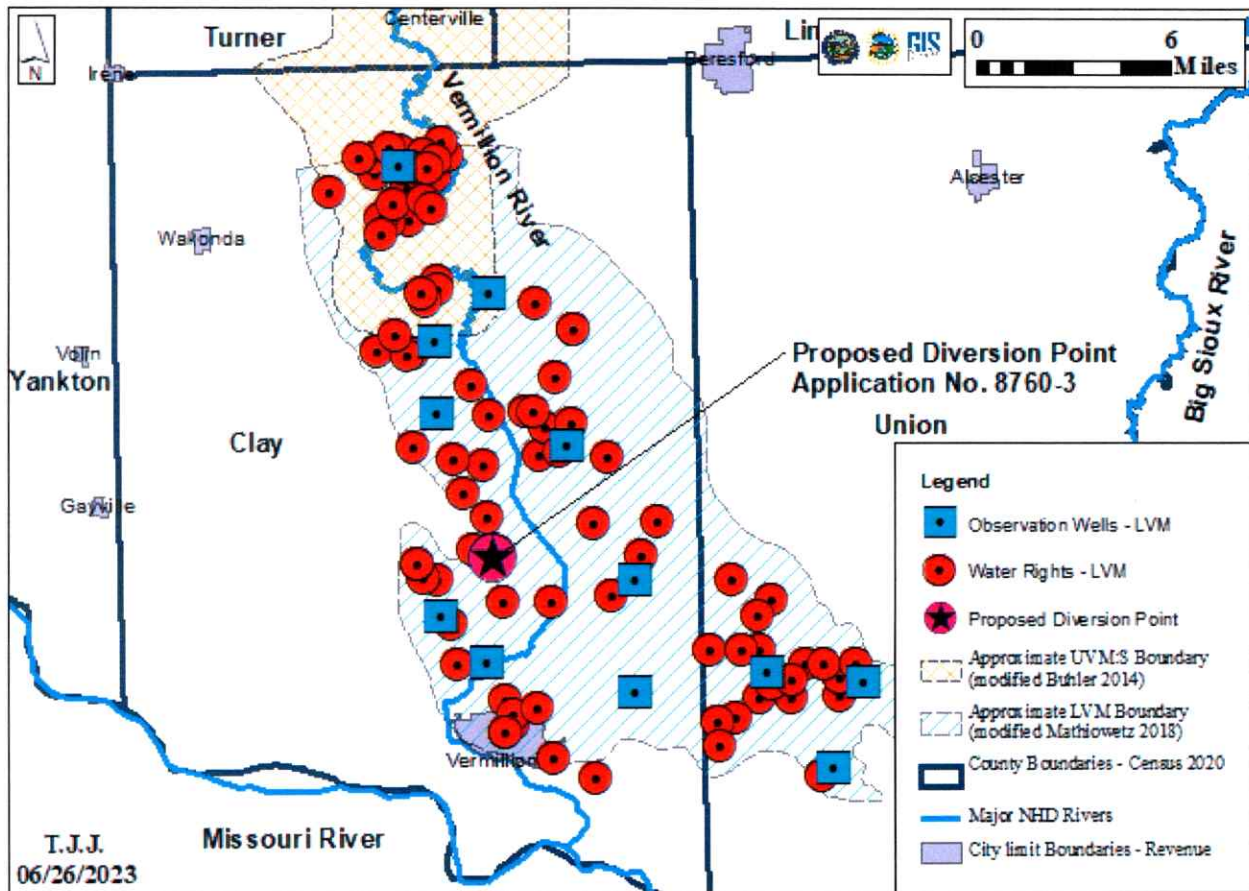 Centerville
Turner
Lin
GIS
0 6
Miles
N
Irene
Beresford
Vermillion River
Alcester
Wakonda
Big Sioux River
Volin
Yankton
Proposed Diversion Point
Application No. 8760-3
Union
Clay
Gayville
Legend
Observation Wells - LVM
Water Rights - LVM
Proposed Diversion Point
Approximate UVM:S Boundary
(modified Buhler 2014)
Approximate LVM Boundary
(modified Mathiowetz 2018)
County Boundaries - Census 2020
Major NHD Rivers
City limit Boundaries - Revenue
Vermillion
Missouri River
T.J.J.
06/26/2023